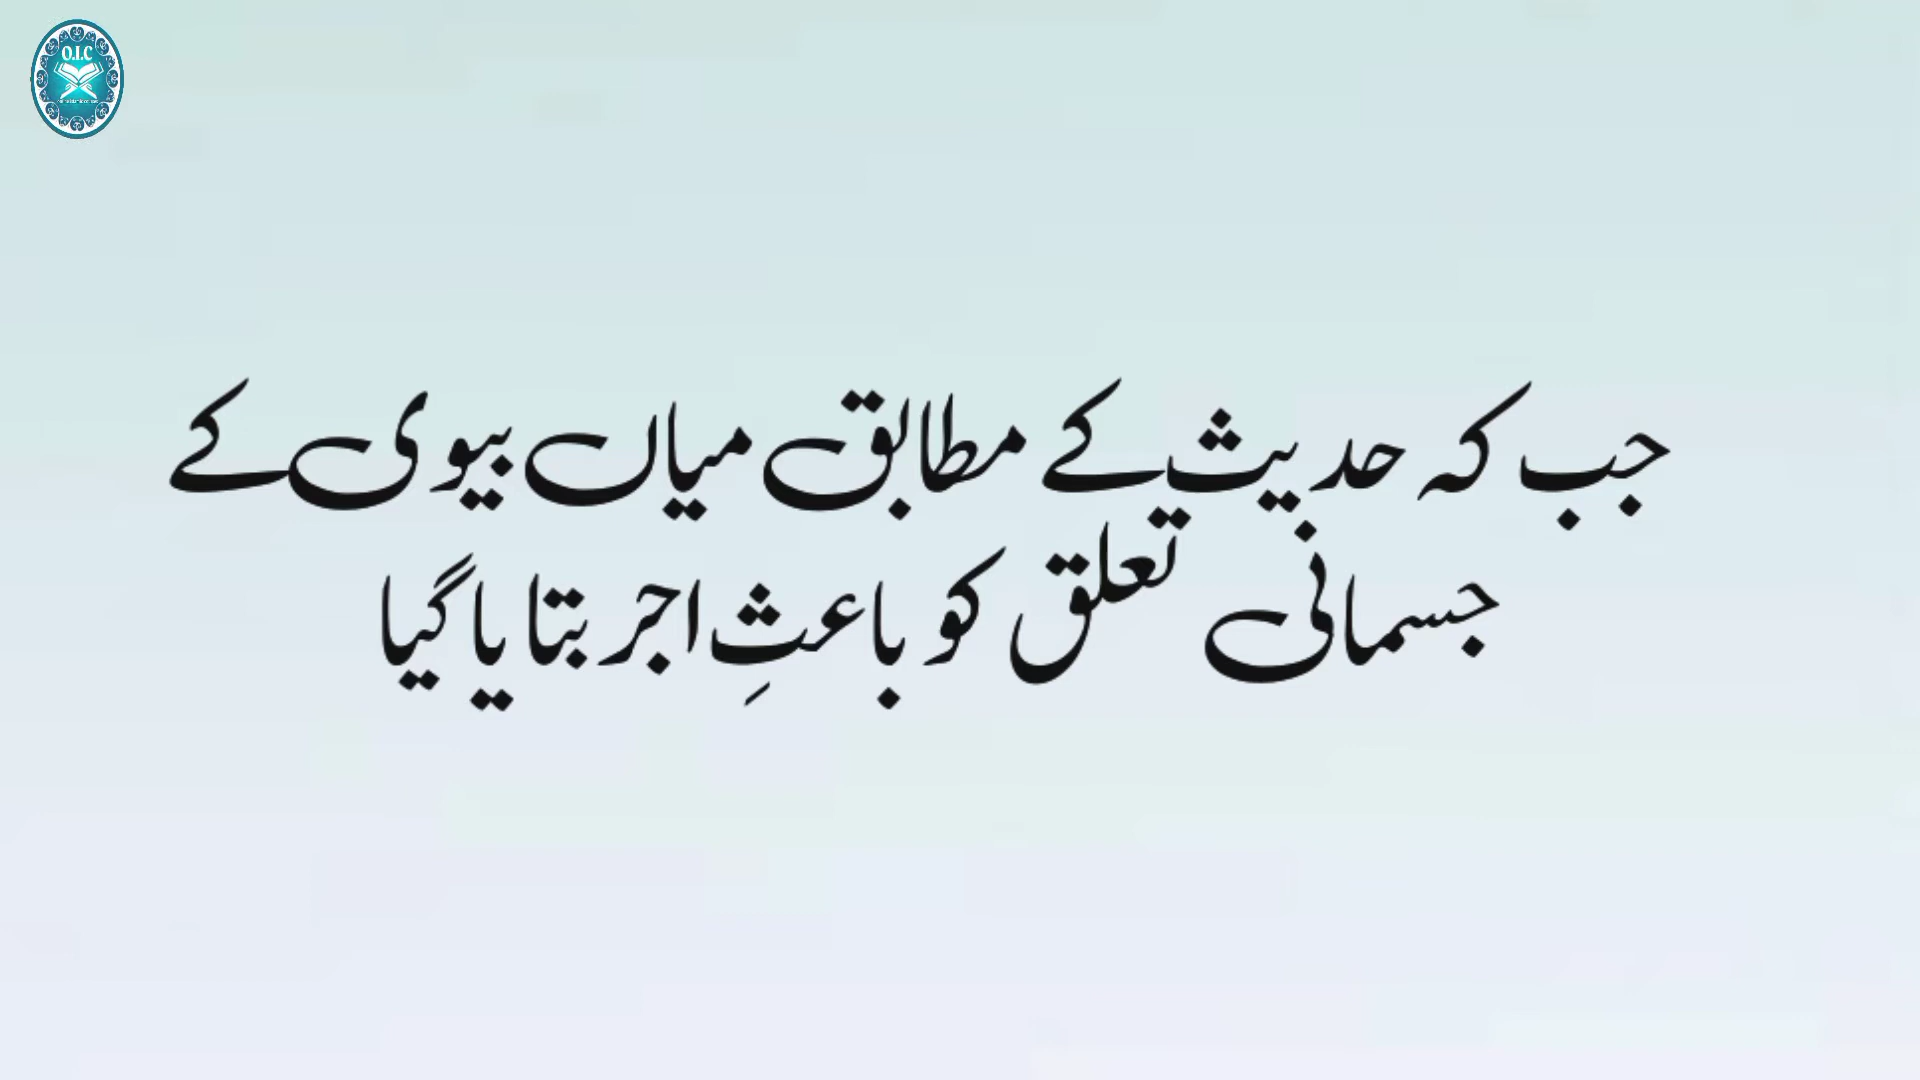 O.I.C
جب کہ حدیث کے مطابق میاں بیوی کے
جسمانی تعلق کو باعثِ اجر بتایا گیا